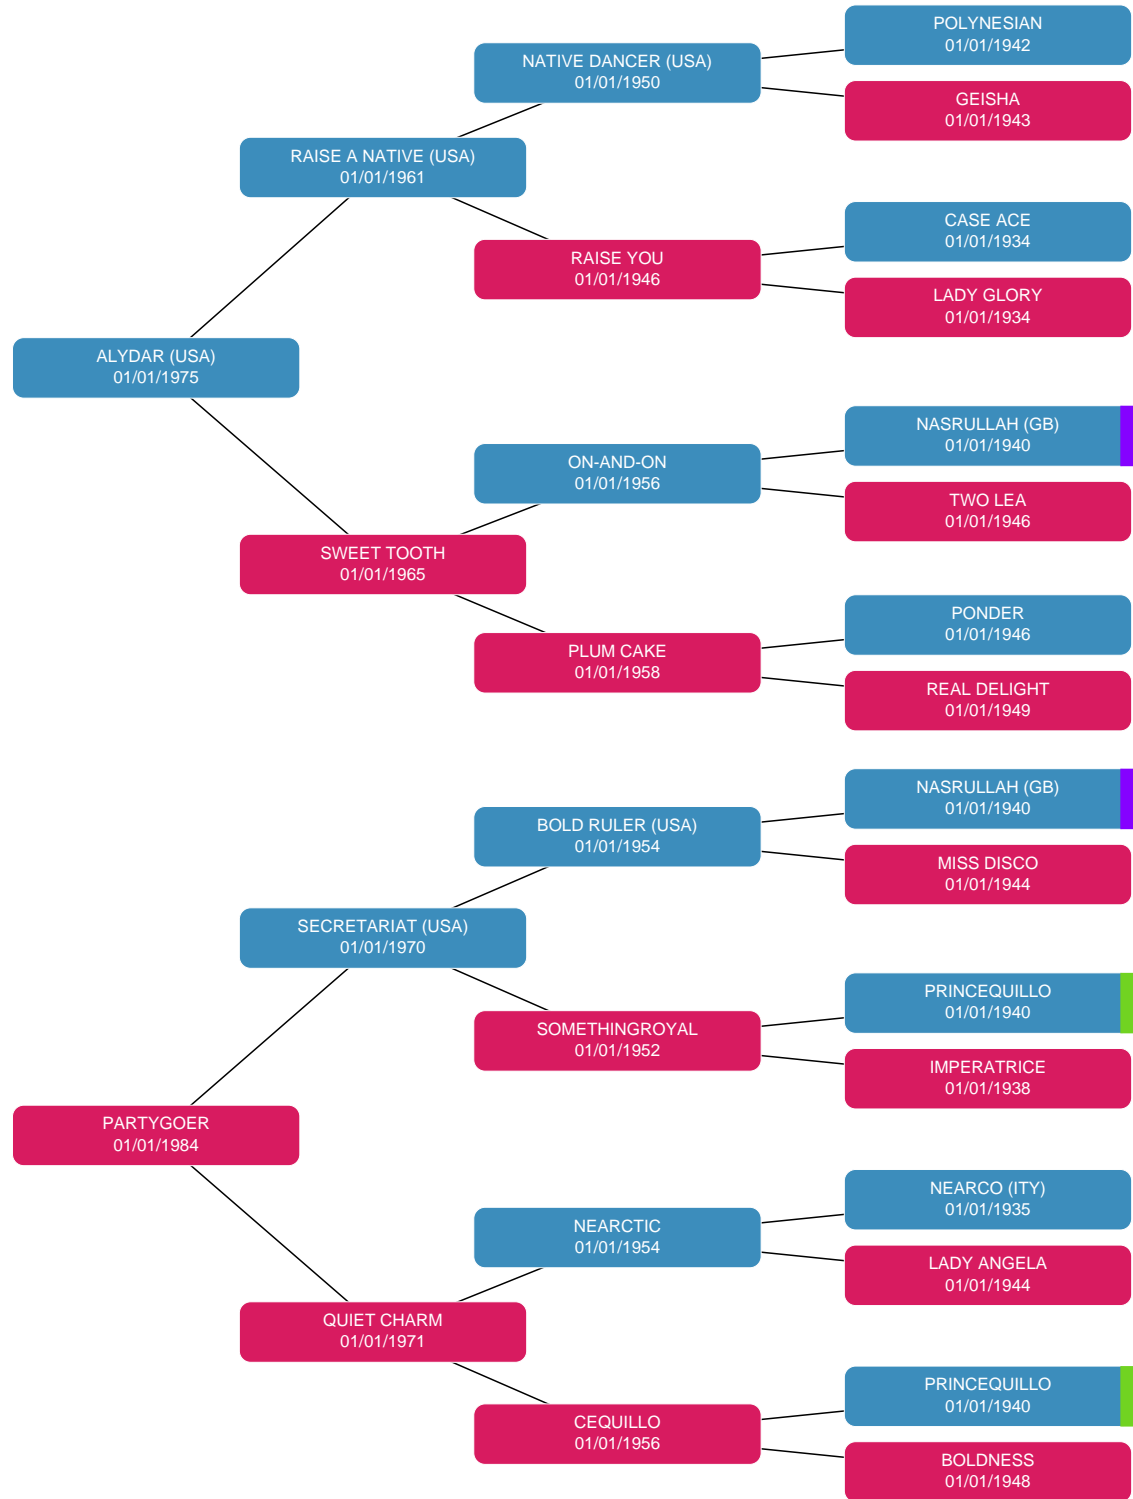 POLYNESIAN
01/01/1942
NATIVE DANCER (USA)
01/01/1950
GEISHA
01/01/1943
RAISE A NATIVE (USA)
01/01/1961
CASE ACE
01/01/1934
RAISE YOU
01/01/1946
LADY GLORY
01/01/1934
ALYDAR (USA)
01/01/1975
NASRULLAH (GB)
01/01/1940
ON-AND-ON
01/01/1956
TWO LEA
01/01/1946
SWEET TOOTH
01/01/1965
PONDER
01/01/1946
PLUM CAKE
01/01/1958
REAL DELIGHT
01/01/1949
NASRULLAH (GB)
01/01/1940
BOLD RULER (USA)
01/01/1954
MISS DISCO
01/01/1944
SECRETARIAT (USA)
01/01/1970
PRINCEQUILLO
01/01/1940
SOMETHINGROYAL
01/01/1952
IMPERATRICE
01/01/1938
PARTYGOER
01/01/1984
NEARCO (ITY)
01/01/1935
NEARCTIC
01/01/1954
LADY ANGELA
01/01/1944
QUIET CHARM
01/01/1971
PRINCEQUILLO
01/01/1940
CEQUILLO
01/01/1956
BOLDNESS
01/01/1948